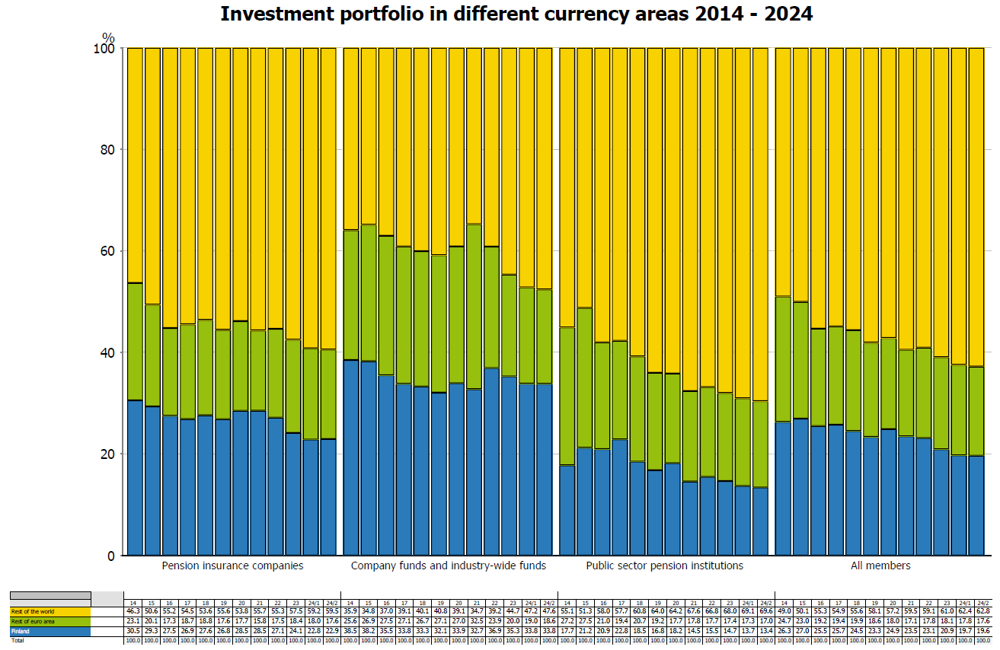 Investment portfolio in different currency areas 2014 - 2024
%
100
80
60
40
20
0
Pension insurance companies Company funds and industry-wide funds Public sector pension institutions All members
14 15 16 17 18 19 20 21 22 23 24/1 24/2 14 15 16 17 18 19 20 21 22 23 24/1 24/2 14 15 16 17 18 19 20 21 22 23 24/1 24/2 14 15 16 17 18 19 20 21 22 23 24/1 24/2
Rest of the world 46.3 50.6 55.2 54.5 53.6 55.6 53.8 55.7 55.3 57.5 59.2 59.5 35.9 34.8 37.0 39.1 40.1 40.8 39.1 34.7 39.2 44.7 47.2 47.6 55.1 51.3 58.0 57.7 60.8 64.0 64.2 67.6 66.8 68.0 69.1 69.6 49.0 50.1 55.3 54.9 55.6 58.1 57.2 59.5 59.1 61.0 62.4 62.8
Rest of euro area 23.1 20.1 17.3 18.7 18.8 17.6 17.7 15.8 17.5 18.4 18.0 17.6 25.6 26.9 27.5 27.1 26.7 27.1 27.0 32.5 23.9 20.0 19.0 18.6 27.2 27.5 21.0 19.4 20.7 19.2 17.7 17.8 17.7 17.4 17.3 17.0 24.7 23.0 19.2 19.4 19.9 18.6 18.0 17.1 17.8 18.1 17.8 17.6
Finland 30.5 29.3 27.5 26.9 27.6 26.8 28.5 28.5 27.1 24.1 22.8 22.9 38.5 38.2 35.5 33.8 33.3 32.1 33.9 32.7 36.9 35.3 33.8 33.8 17.7 21.2 20.9 22.8 18.5 16.8 18.2 14.5 15.5 14.7 13.7 13.4 26.3 27.0 25.5 25.7 24.5 23.3 24.9 23.5 23.1 20.9 19.7 19.6
Total 100.0 100.0 100.0 100.0 100.0 100.0 100.0 100.0 100.0 100.0 100.0 100.0 100.0 100.0 100.0 100.0 100.0 100.0 100.0 100.0 100.0 100.0 100.0 100.0 100.0 100.0 100.0 100.0 100.0 100.0 100.0 100.0 100.0 100.0 100.0 100.0 100.0 100.0 100.0 100.0 100.0 100.0 100.0 100.0 100.0 100.0 100.0 100.0